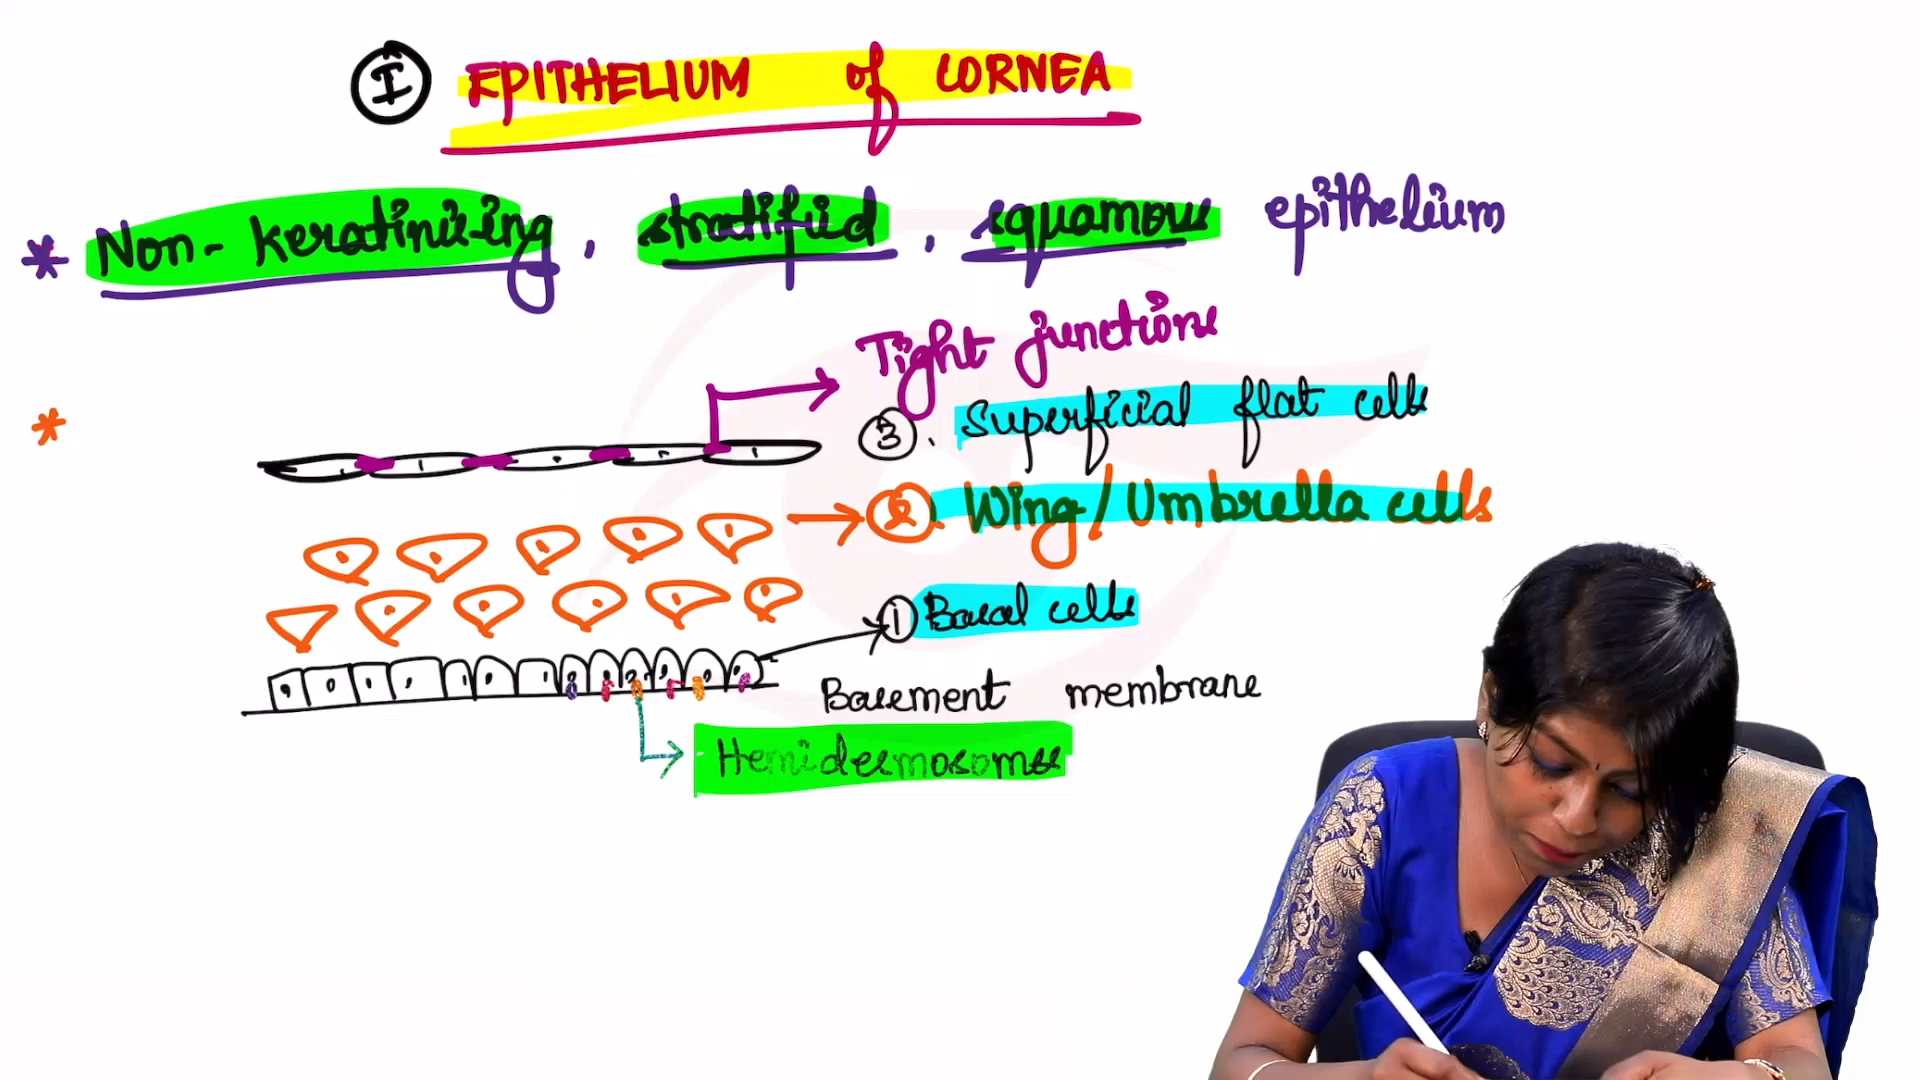 I EPITHELIUM of CORNEA
* Non-keratinizing, stratified, squamous epithelium
Tight junctions
*
3. Superficial flat cells
2. Wing/Umbrella cells
1 Basal cells
Basement membrane
Hemidesmosomes